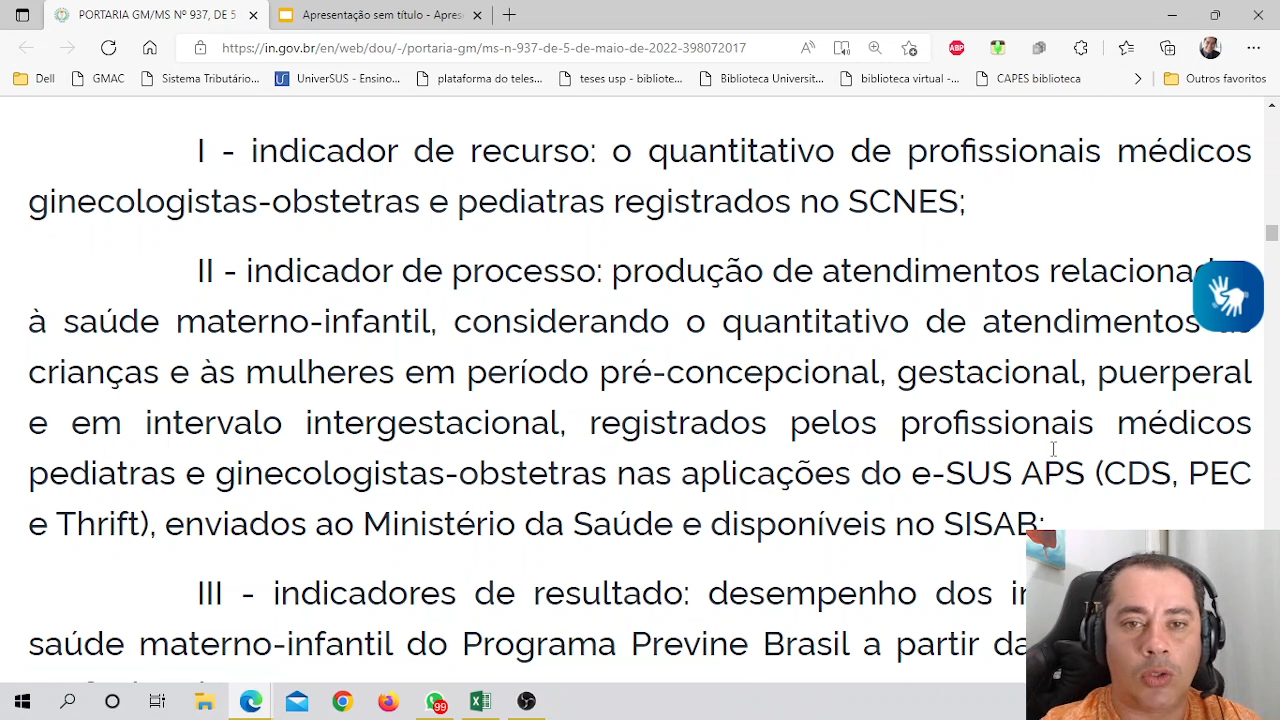 PORTARIA GM/MS Nº 937, DE 5
Apresentação sem título - Apres
https://in.gov.br/en/web/dou/-/portaria-gm/ms-n-937-de-5-de-maio-de-2022-398072017
ABP
Dell
GMAC
Sistema Tributário...
UniverSUS - Ensino...
plataforma do teles...
teses usp - bibliote...
Biblioteca Universit...
biblioteca virtual -...
CAPES biblioteca
Outros favoritos
I - indicador de recurso: o quantitativo de profissionais médicos
ginecologistas-obstetras e pediatras registrados no SCNES;
II - indicador de processo: produção de atendimentos
à saúde materno-infantil, considerando o quantitativo de atendimentos
crianças e às mulheres em período pré-concepcional, gestacional, puerperal
e em intervalo intergestacional, registrados pelos profissionais médicos
pediatras e ginecologistas-obstetras nas aplicações do e-SUS APS (CDS, PEC
e Thrift), enviados ao Ministério da Saúde e disponíveis no SISAB;
III - indicadores de resultado: desempenho dos
saúde materno-infantil do Programa Previne Brasil a partir
99